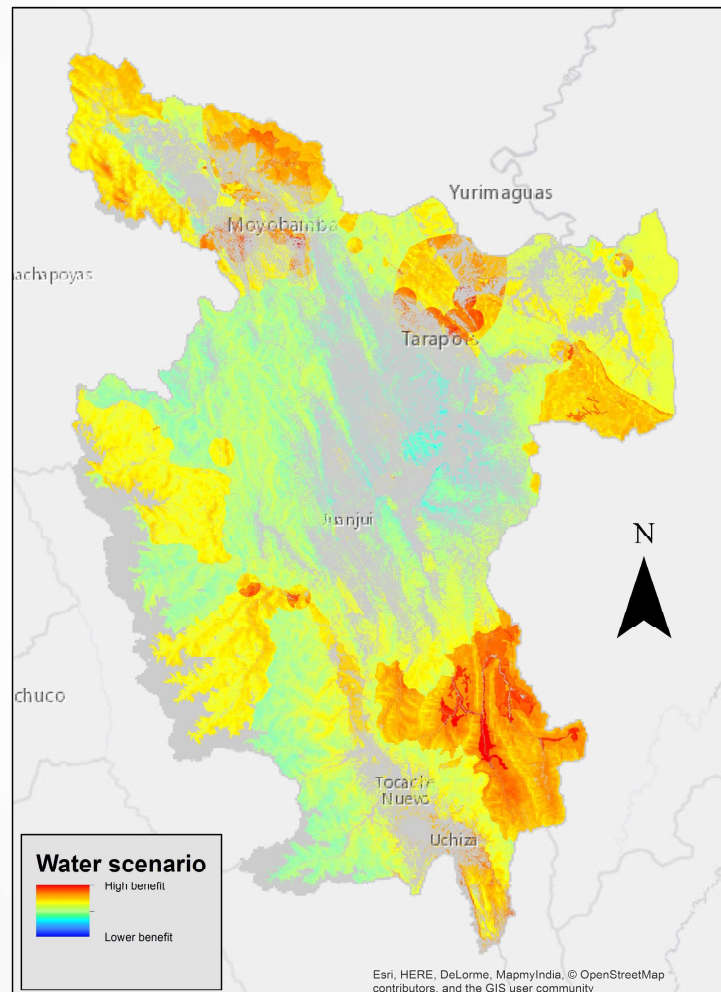 Yurimaguas
Moyobamba
achapoyas
Tarapoto
Juanjui
N
chuco
Tocache
Nuevo
Uchiza
Water scenario
High benefit
Lower benefit
Esri, HERE, DeLorme, MapmyIndia, © OpenStreetMap
contributors, and the GIS user community